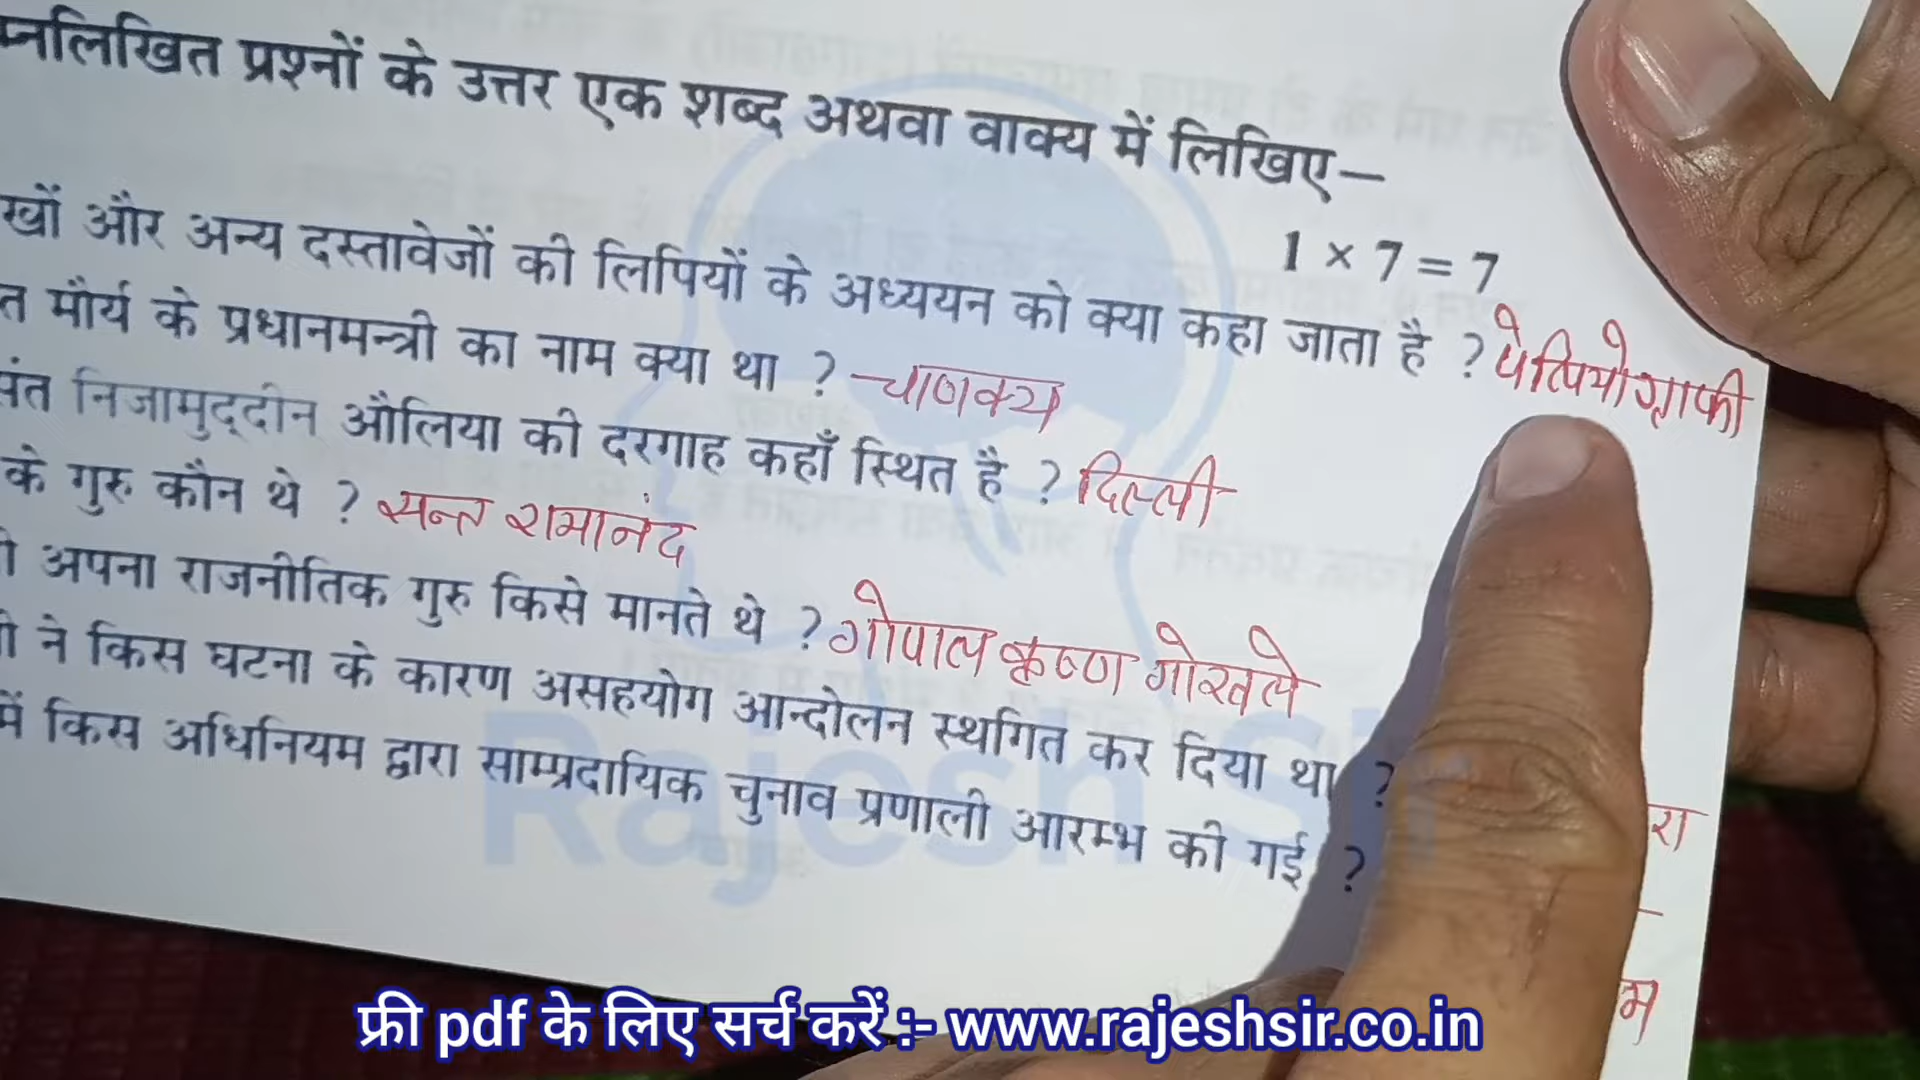 म्नलिखित प्रश्नों के उत्तर एक शब्द अथवा वाक्य में लिखिए—
1 × 7 = 7
खों और अन्य दस्तावेजों की लिपियों के अध्ययन को क्या कहा जाता है ? पेलियोग्राफी
त मौर्य के प्रधानमन्त्री का नाम क्या था ? चाणक्य
संत निजामुद्दीन औलिया की दरगाह कहाँ स्थित है ? दिल्ली
के गुरु कौन थे ? सन्त रामानंद
अपना राजनीतिक गुरु किसे मानते थे ? गोपाल कृष्ण गोखले
ने किस घटना के कारण असहयोग आन्दोलन स्थगित कर दिया था ?
रा
में किस अधिनियम द्वारा साम्प्रदायिक चुनाव प्रणाली आरम्भ की गई ?
म
Rajesh Sir
फ्री pdf के लिए सर्च करें :- www.rajeshsir.co.in